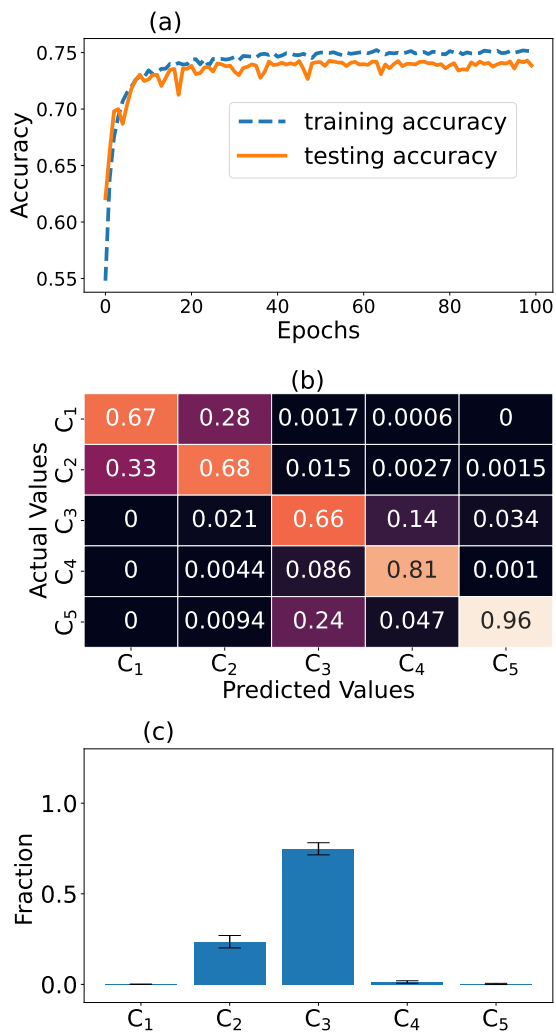 (a)
0.75
0.70
0.65
0.60
0.55
Accuracy
training accuracy
testing accuracy
0 20 40 60 80 100
Epochs
(b)
Actual Values
C₁ 0.67 0.28 0.0017 0.0006 0
C₂ 0.33 0.68 0.015 0.0027 0.0015
C₃ 0 0.021 0.66 0.14 0.034
C₄ 0 0.0044 0.086 0.81 0.001
C₅ 0 0.0094 0.24 0.047 0.96
C₁ C₂ C₃ C₄ C₅
Predicted Values
(c)
1.0
0.5
0.0
Fraction
C₁ C₂ C₃ C₄ C₅